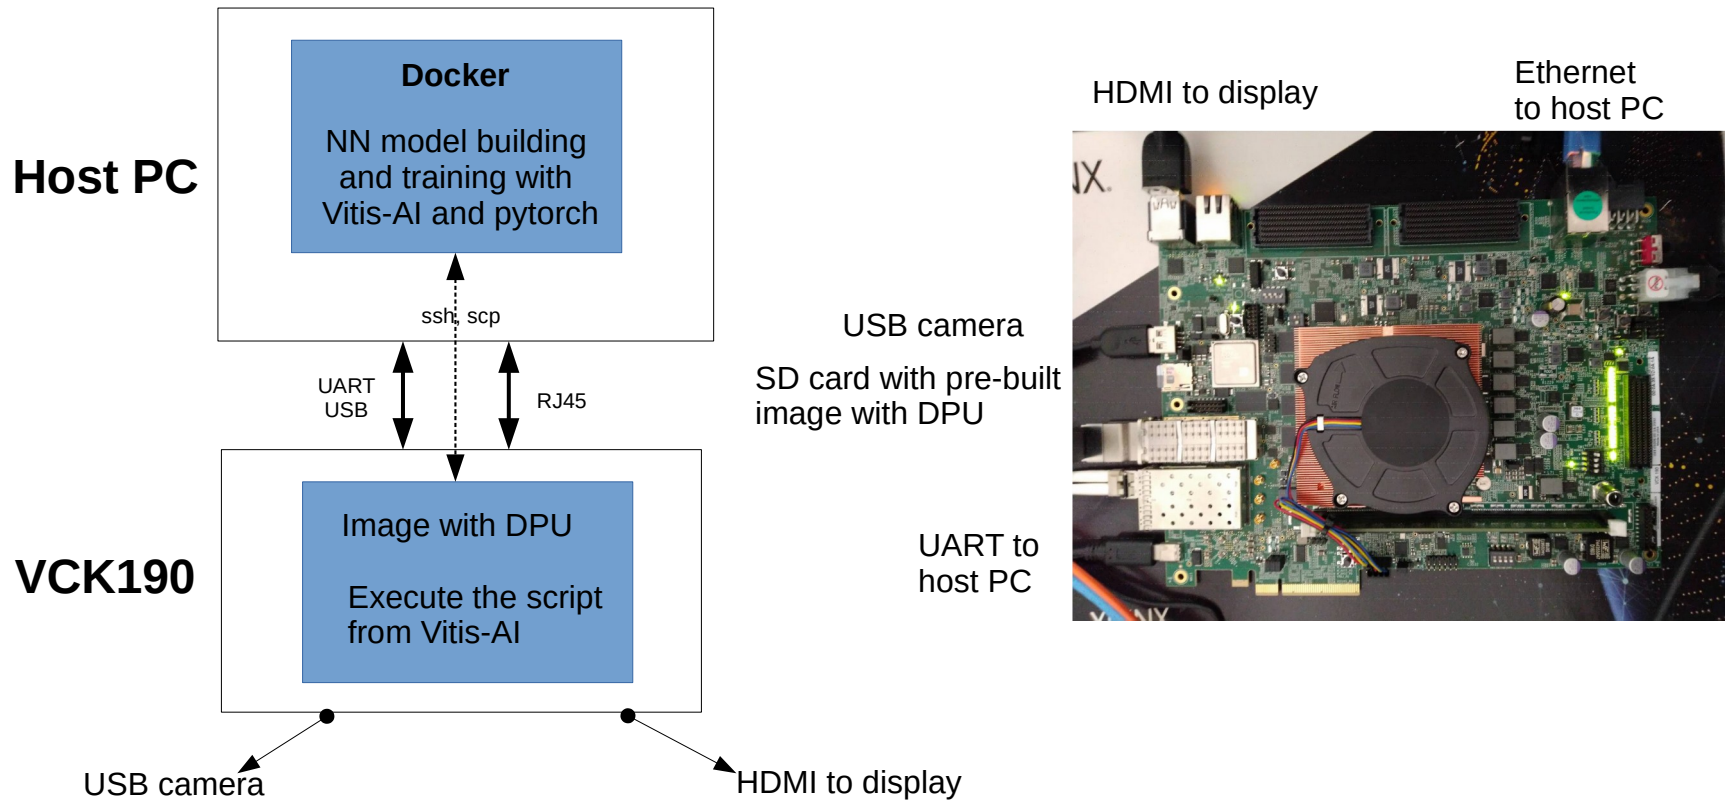 Docker
NN model building
and training with
Vitis-AI and pytorch
Host PC
ssh, scp
UART
USB
RJ45
Image with DPU
Execute the script
from Vitis-AI
VCK190
USB camera
HDMI to display
HDMI to display
Ethernet
to host PC
NX.
USB camera
SD card with pre-built
image with DPU
UART to
host PC